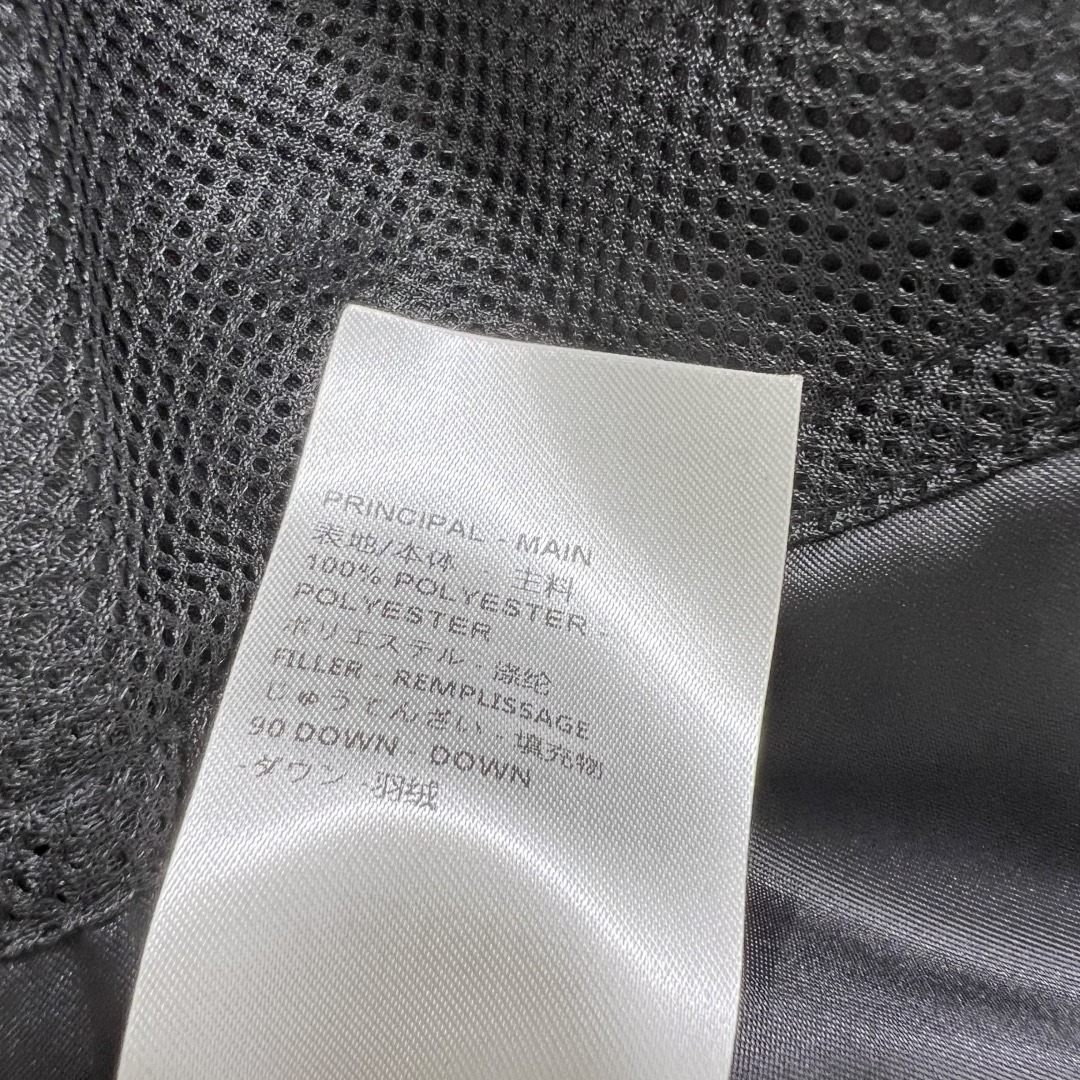 PRINCIPAL - MAIN
表地/本体 - 主料
100% POLYESTER -
POLYESTER
ポリエステル - 涤纶
FILLER - REMPLISSAGE
じゅうてんざい - 填充物
90 DOWN - DOWN
-ダウン -羽绒